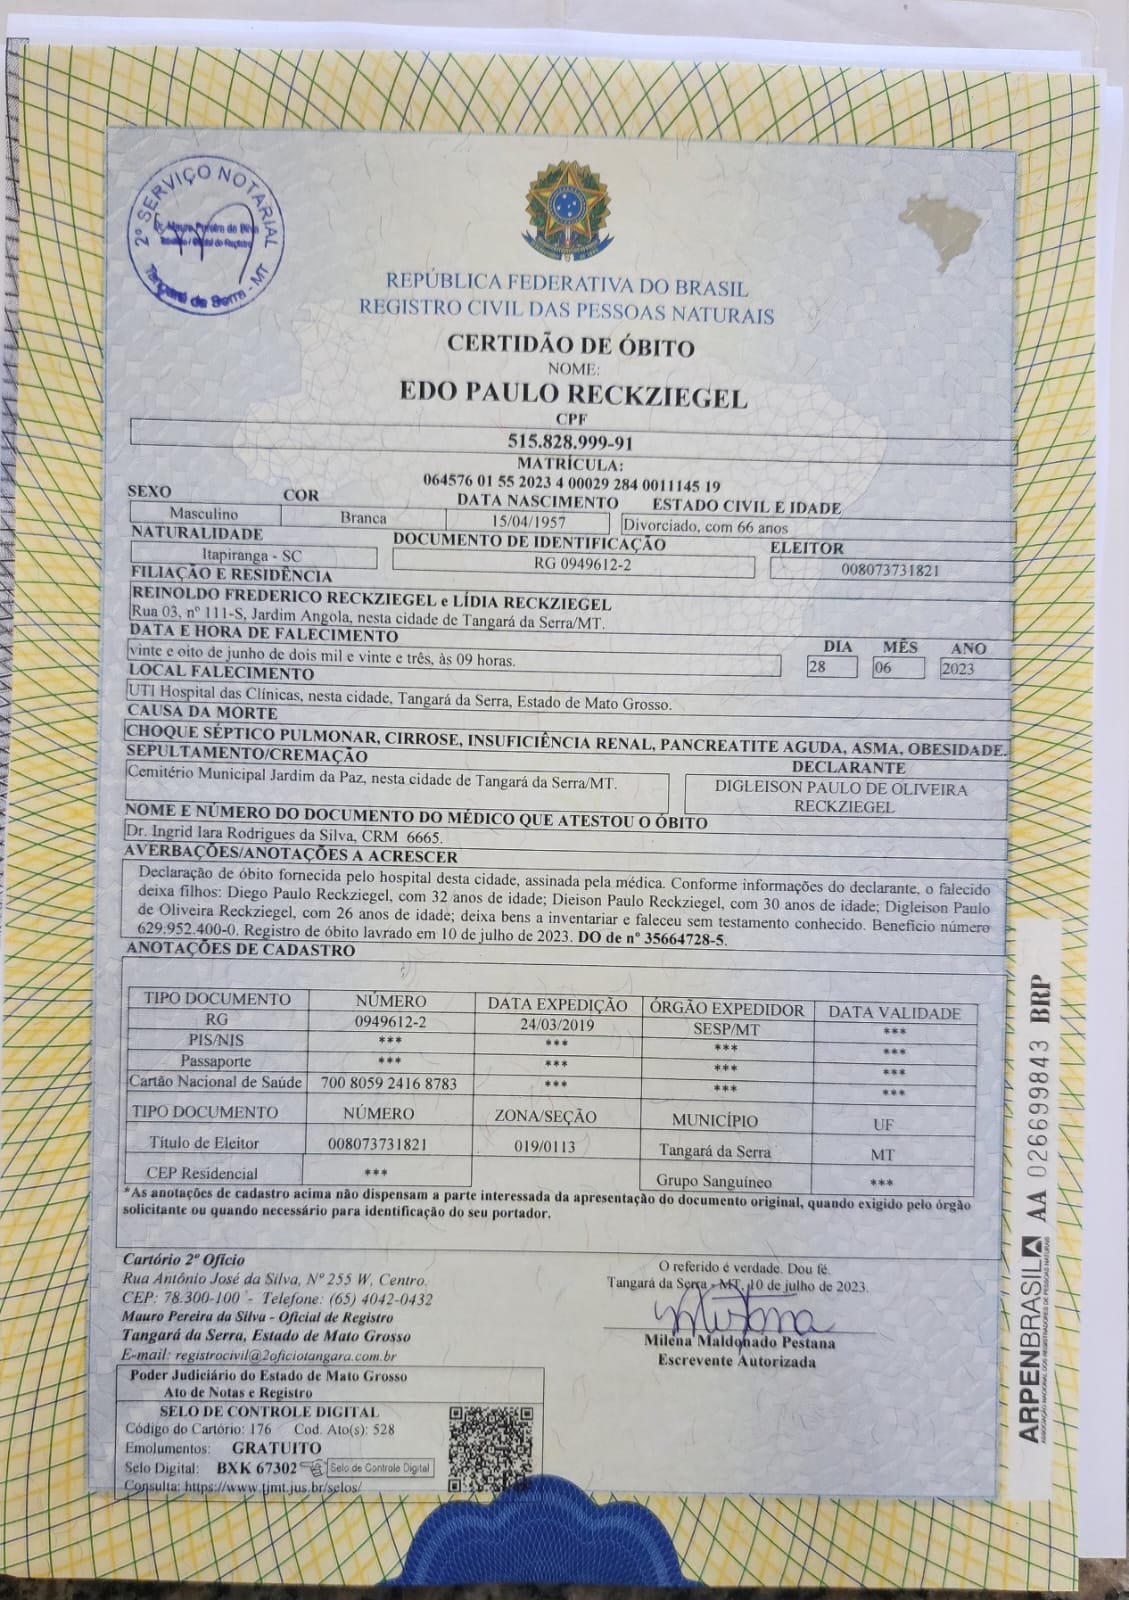 2º SERVIÇO NOTARIAL
Dr. Mauro Pereira da Silva
Tabelião / Oficial de Registro
Tangará da Serra - MT
REPÚBLICA FEDERATIVA DO BRASIL
REGISTRO CIVIL DAS PESSOAS NATURAIS
CERTIDÃO DE ÓBITO
NOME:
EDO PAULO RECKZIEGEL
CPF
515.828.999-91
MATRÍCULA:
064576 01 55 2023 4 00029 284 0011145 19
SEXO COR DATA NASCIMENTO ESTADO CIVIL E IDADE
Masculino Branca 15/04/1957 Divorciado, com 66 anos
NATURALIDADE DOCUMENTO DE IDENTIFICAÇÃO ELEITOR
Itapiranga - SC RG 0949612-2 008073731821
FILIAÇÃO E RESIDÊNCIA
REINOLDO FREDERICO RECKZIEGEL e LÍDIA RECKZIEGEL
Rua 03, nº 111-S, Jardim Angola, nesta cidade de Tangará da Serra/MT.
DATA E HORA DE FALECIMENTO DIA MÊS ANO
vinte e oito de junho de dois mil e vinte e três, às 09 horas. 28 06 2023
LOCAL FALECIMENTO
UTI Hospital das Clínicas, nesta cidade, Tangará da Serra, Estado de Mato Grosso.
CAUSA DA MORTE
CHOQUE SÉPTICO PULMONAR, CIRROSE, INSUFICIÊNCIA RENAL, PANCREATITE AGUDA, ASMA, OBESIDADE.
SEPULTAMENTO/CREMAÇÃO DECLARANTE
Cemitério Municipal Jardim da Paz, nesta cidade de Tangará da Serra/MT. DIGLEISON PAULO DE OLIVEIRA
RECKZIEGEL
NOME E NÚMERO DO DOCUMENTO DO MÉDICO QUE ATESTOU O ÓBITO
Dr. Ingrid Iara Rodrigues da Silva, CRM 6665.
AVERBAÇÕES/ANOTAÇÕES A ACRESCER
Declaração de óbito fornecida pelo hospital desta cidade, assinada pela médica. Conforme informações do declarante, o falecido
deixa filhos: Diego Paulo Reckziegel, com 32 anos de idade; Dieison Paulo Reckziegel, com 30 anos de idade; Digleison Paulo
de Oliveira Reckziegel, com 26 anos de idade; deixa bens a inventariar e faleceu sem testamento conhecido. Beneficio número
629.952.400-0. Registro de óbito lavrado em 10 de julho de 2023. DO de nº 35664728-5.
ANOTAÇÕES DE CADASTRO
TIPO DOCUMENTO NÚMERO DATA EXPEDIÇÃO ÓRGÃO EXPEDIDOR DATA VALIDADE
RG 0949612-2 24/03/2019 SESP/MT ***
PIS/NIS *** *** *** ***
Passaporte *** *** *** ***
Cartão Nacional de Saúde 700 8059 2416 8783 *** *** ***
TIPO DOCUMENTO NÚMERO ZONA/SEÇÃO MUNICÍPIO UF
Título de Eleitor 008073731821 019/0113 Tangará da Serra MT
CEP Residencial *** Grupo Sanguíneo ***
*As anotações de cadastro acima não dispensam a parte interessada da apresentação do documento original, quando exigido pelo órgão
solicitante ou quando necessário para identificação do seu portador.
Cartório 2º Ofício
Rua Antônio José da Silva, Nº 255 W, Centro.
CEP: 78.300-100 - Telefone: (65) 4042-0432
Mauro Pereira da Silva - Oficial de Registro
Tangará da Serra, Estado de Mato Grosso
E-mail: registrocivil@2oficiotangara.com.br
O referido é verdade. Dou fé.
Tangará da Serra - MT, 10 de julho de 2023.
Milena Maldonado Pestana
Escrevente Autorizada
Poder Judiciário do Estado de Mato Grosso
Ato de Notas e Registro
SELO DE CONTROLE DIGITAL
Código do Cartório: 176 Cod. Ato(s): 528
Emolumentos: GRATUITO
Selo Digital: BXK 67302 Selo de Controle Digital
Consulta: https://www.tjmt.jus.br/selos/
ARPENBRASIL AA 026699843 BRP
ASSOCIAÇÃO NACIONAL DOS REGISTRADORES DE PESSOAS NATURAIS